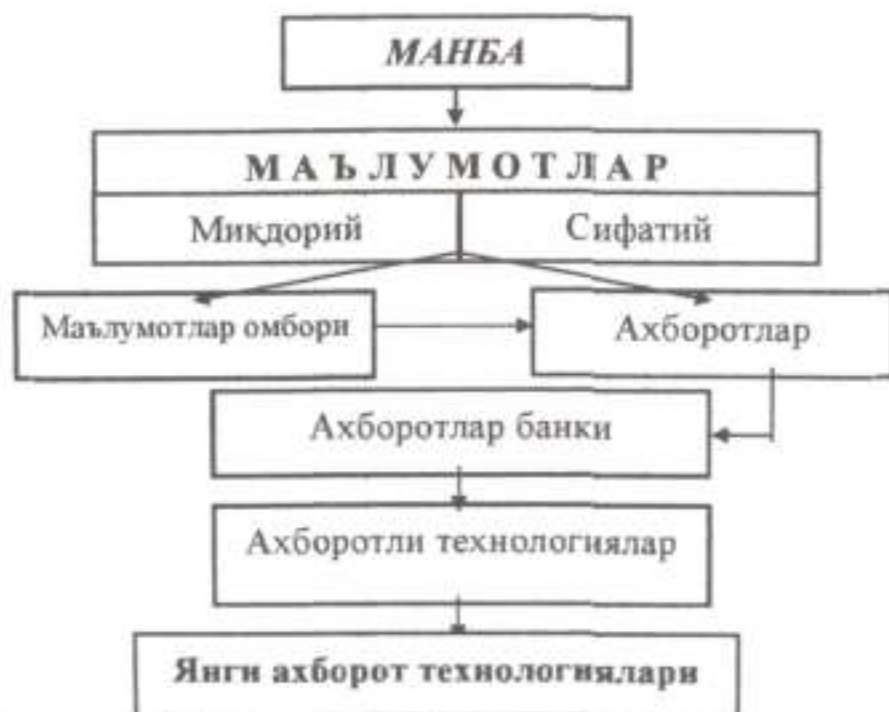 МАНБА
МАЪЛУМОТЛАР
Миқдорий
Сифатий
Маълумотлар омбори
Ахборотлар
Ахборотлар банки
Ахборотли технологиялар
Янги ахборот технологиялари